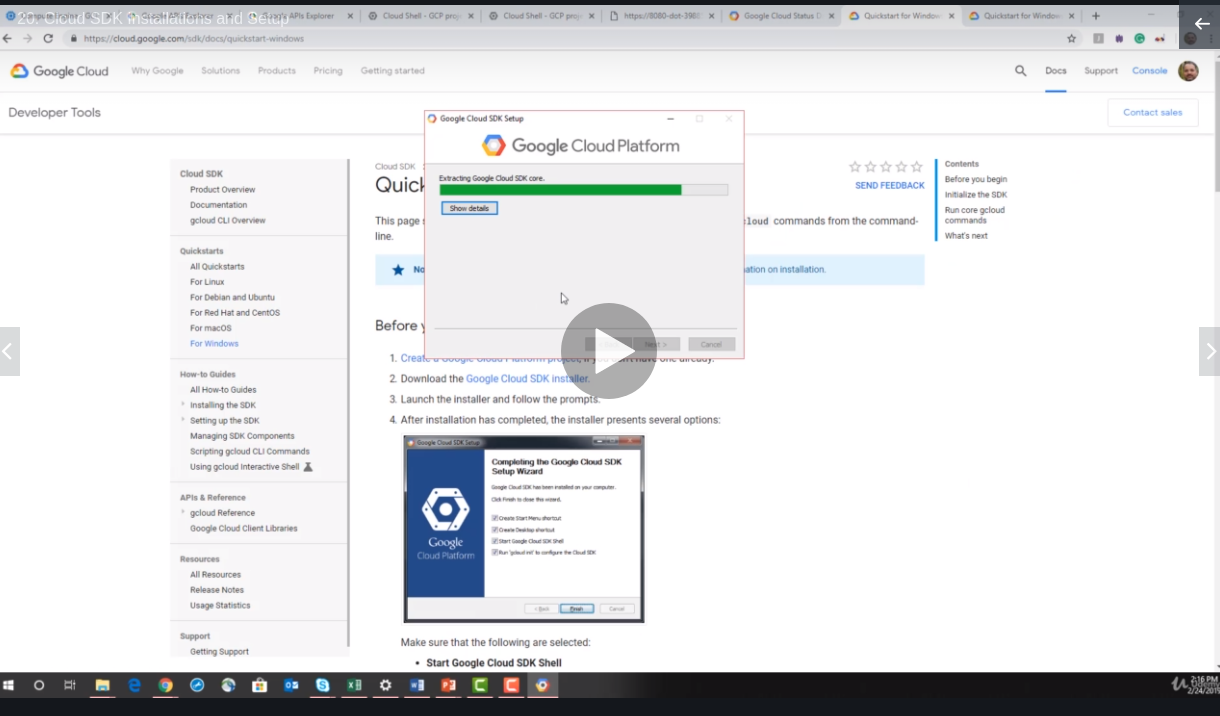 20. Cloud SDK Installations and Setup
Google APIs Explorer
Cloud Shell - GCP proj
Cloud Shell - GCP proj
https://8080-dot-398
Google Cloud Status D
Quickstart for Window
Quickstart for Window
https://cloud.google.com/sdk/docs/quickstart-windows
Google Cloud
Why Google
Solutions
Products
Pricing
Getting started
Docs
Support
Console
Developer Tools
Contact sales
Google Cloud SDK Setup
Google Cloud Platform
Extracting Google Cloud SDK core.
Show details
Next >
Cancel
Cloud SDK
Product Overview
Documentation
gcloud CLI Overview
Quickstarts
All Quickstarts
For Linux
For Debian and Ubuntu
For Red Hat and CentOS
For macOS
For Windows
How-to Guides
All How-to Guides
Installing the SDK
Setting up the SDK
Managing SDK Components
Scripting gcloud CLI Commands
Using gcloud Interactive Shell
APIs & Reference
gcloud Reference
Google Cloud Client Libraries
Resources
All Resources
Release Notes
Usage Statistics
Support
Getting Support
Cloud SDK
Quick
SEND FEEDBACK
This page commands from the command-
line.
ation on installation.
Before
1. Create a Google Cloud Platform project, if you don't have one already.
2. Download the Google Cloud SDK installer.
3. Launch the installer and follow the prompts.
4. After installation has completed, the installer presents several options:
Google Cloud SDK Setup
Completing the Google Cloud SDK
Setup Wizard
Google Cloud SDK has been installed on your computer.
Click Finish to close this wizard.
Create Start Menu shortcut
Create Desktop shortcut
Start Google Cloud SDK Shell
Run 'gcloud init' to configure the Cloud SDK
Google
Cloud Platform
< Back
Finish
Cancel
Make sure that the following are selected:
• Start Google Cloud SDK Shell
Contents
Before you begin
Initialize the SDK
Run core gcloud
commands
What's next
2:16 PM
2/24/2019